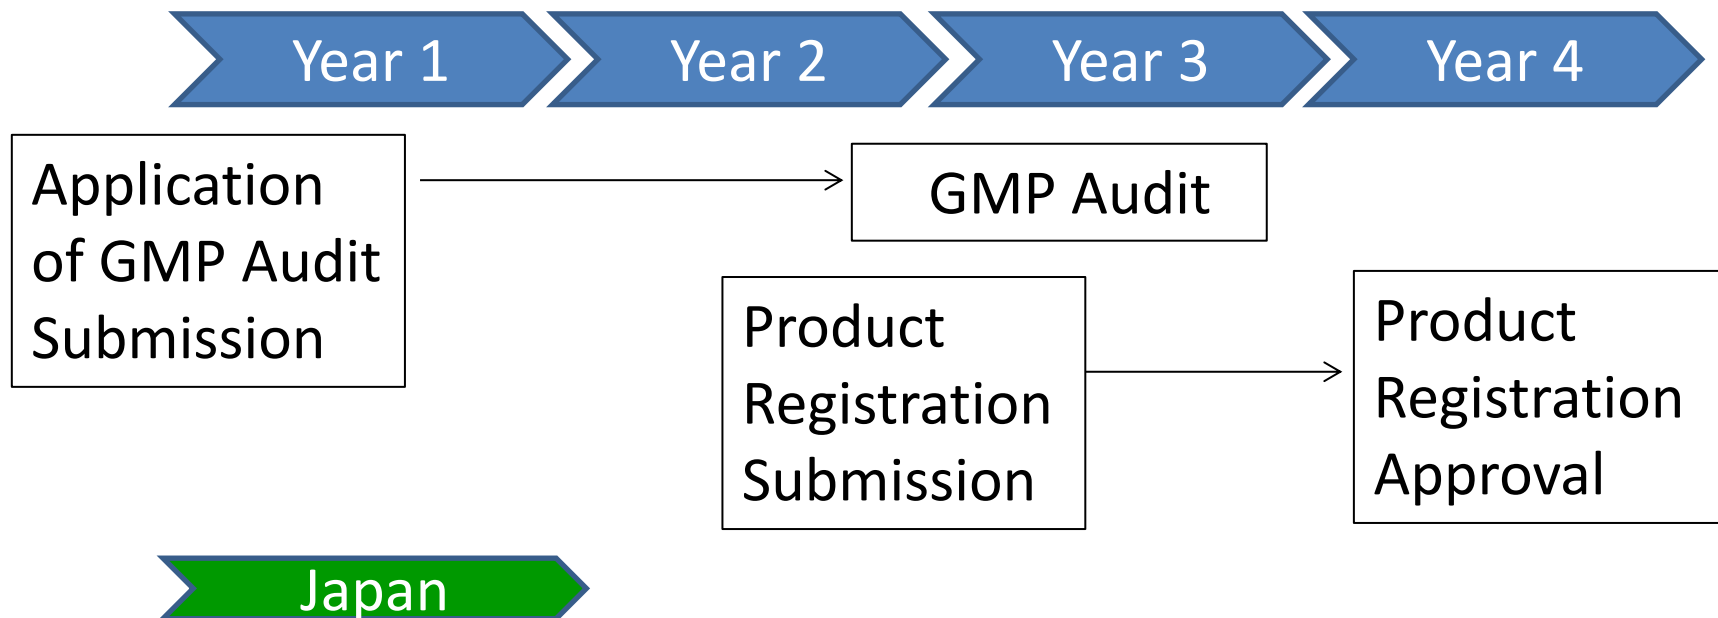 Year 1
Year 2
Year 3
Year 4
Application
of GMP Audit
Submission
GMP Audit
Product
Registration
Submission
Product
Registration
Approval
Japan